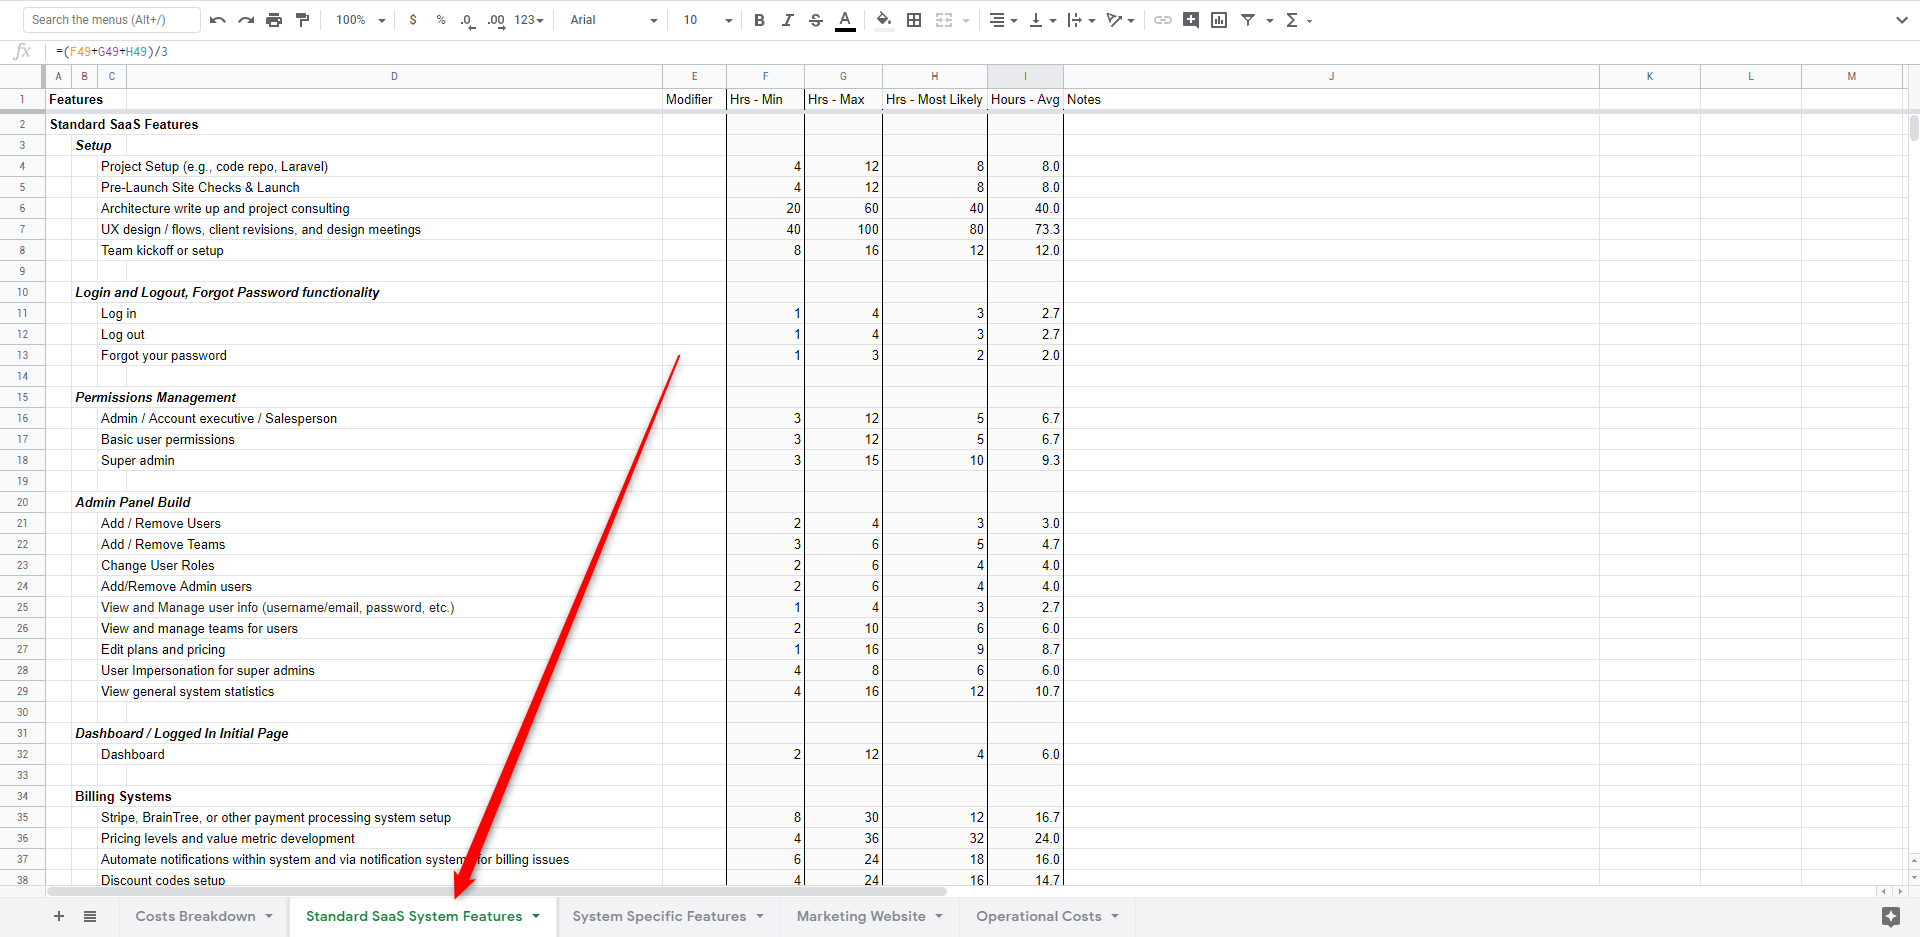 Search the menus (Alt+/) 100% $ % .0 .00 123 Arial 10 B I S A Σ
fx =(F49+G49+H49)/3
A B C D E F G H I J K L M
1 Features Modifier Hrs - Min Hrs - Max Hrs - Most Likely Hours - Avg Notes
2 Standard SaaS Features
3 Setup
4 Project Setup (e.g., code repo, Laravel) 4 12 8 8.0
5 Pre-Launch Site Checks & Launch 4 12 8 8.0
6 Architecture write up and project consulting 20 60 40 40.0
7 UX design / flows, client revisions, and design meetings 40 100 80 73.3
8 Team kickoff or setup 8 16 12 12.0
9
10 Login and Logout, Forgot Password functionality
11 Log in 1 4 3 2.7
12 Log out 1 4 3 2.7
13 Forgot your password 1 3 2 2.0
14
15 Permissions Management
16 Admin / Account executive / Salesperson 3 12 5 6.7
17 Basic user permissions 3 12 5 6.7
18 Super admin 3 15 10 9.3
19
20 Admin Panel Build
21 Add / Remove Users 2 4 3 3.0
22 Add / Remove Teams 3 6 5 4.7
23 Change User Roles 2 6 4 4.0
24 Add/Remove Admin users 2 6 4 4.0
25 View and Manage user info (username/email, password, etc.) 1 4 3 2.7
26 View and manage teams for users 2 10 6 6.0
27 Edit plans and pricing 1 16 9 8.7
28 User Impersonation for super admins 4 8 6 6.0
29 View general system statistics 4 16 12 10.7
30
31 Dashboard / Logged In Initial Page
32 Dashboard 2 12 4 6.0
33
34 Billing Systems
35 Stripe, BrainTree, or other payment processing system setup 8 30 12 16.7
36 Pricing levels and value metric development 4 36 32 24.0
37 Automate notifications within system and via notification system for billing issues 6 24 18 16.0
38 Discount codes setup 4 24 16 14.7
+ Costs Breakdown Standard SaaS System Features System Specific Features Marketing Website Operational Costs